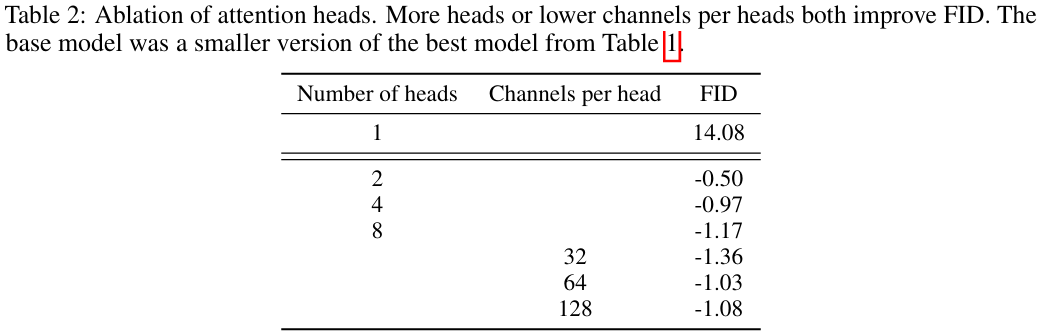 Table 2: Ablation of attention heads. More heads or lower channels per heads both improve FID. The
base model was a smaller version of the best model from Table 1.
Number of heads Channels per head FID
1 14.08
2 -0.50
4 -0.97
8 -1.17
32 -1.36
64 -1.03
128 -1.08